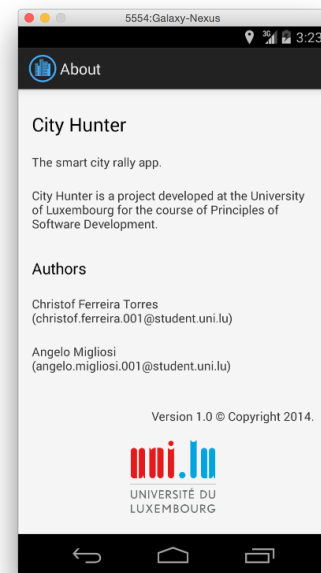 5554:Galaxy-Nexus
3G 3:23
About
City Hunter
The smart city rally app.
City Hunter is a project developed at the University
of Luxembourg for the course of Principles of
Software Development.
Authors
Christof Ferreira Torres
(christof.ferreira.001@student.uni.lu)
Angelo Migliosi
(angelo.migliosi.001@student.uni.lu)
Version 1.0 © Copyright 2014.
uni.lu
UNIVERSITÉ DU
LUXEMBOURG